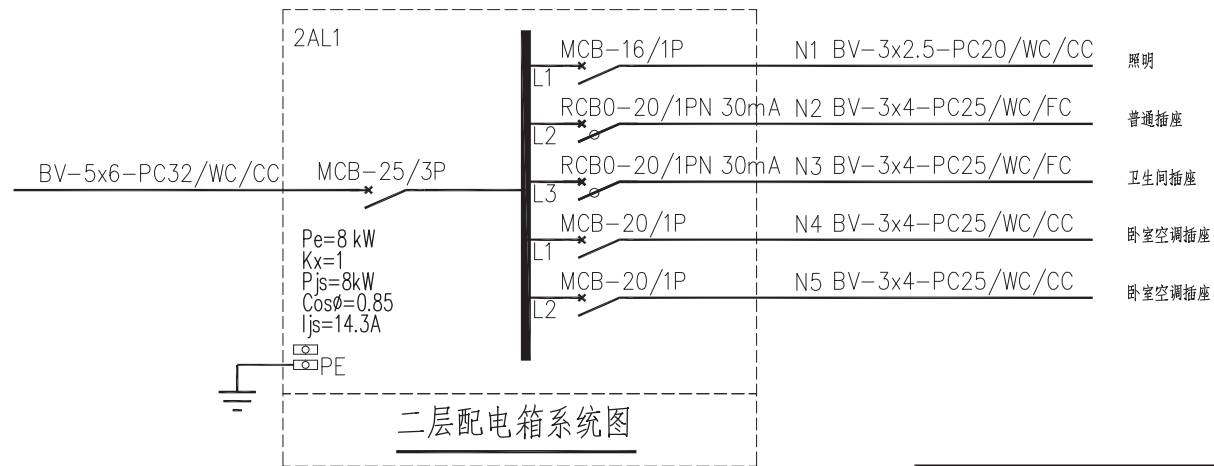 2AL1
MCB-16/1P N1 BV-3x2.5-PC20/WC/CC 照明
L1
RCBO-20/1PN 30mA N2 BV-3x4-PC25/WC/FC 普通插座
L2
BV-5x6-PC32/WC/CC MCB-25/3P
RCBO-20/1PN 30mA N3 BV-3x4-PC25/WC/FC 卫生间插座
L3
MCB-20/1P N4 BV-3x4-PC25/WC/CC 卧室空调插座
L1
MCB-20/1P N5 BV-3x4-PC25/WC/CC 卧室空调插座
L2
Pe=8 kW
Kx=1
Pjs=8kW
Cosø=0.85
Ijs=14.3A
PE
二层配电箱系统图